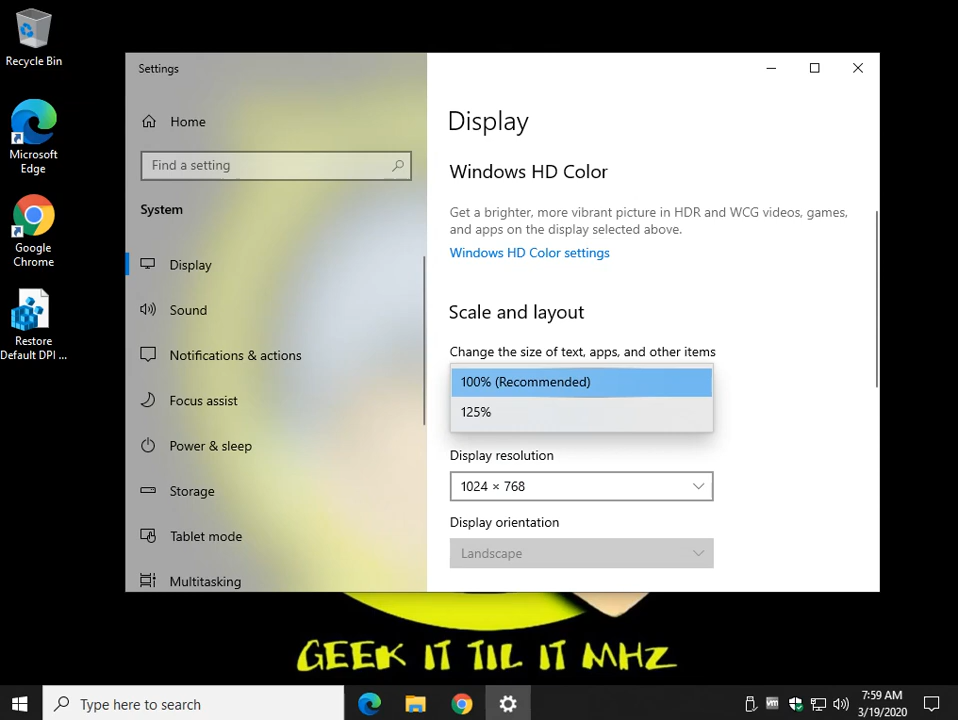 Recycle Bin
Microsoft
Edge
Google
Chrome
Restore
Default DPI ...
Settings
Home
Find a setting
System
Display
Sound
Notifications & actions
Focus assist
Power & sleep
Storage
Tablet mode
Multitasking
Display
Windows HD Color
Get a brighter, more vibrant picture in HDR and WCG videos, games,
and apps on the display selected above.
Windows HD Color settings
Scale and layout
Change the size of text, apps, and other items
100% (Recommended)
125%
Display resolution
1024 × 768
Display orientation
Landscape
GEEK IT TIL IT MHZ
Type here to search
vm
7:59 AM
3/19/2020